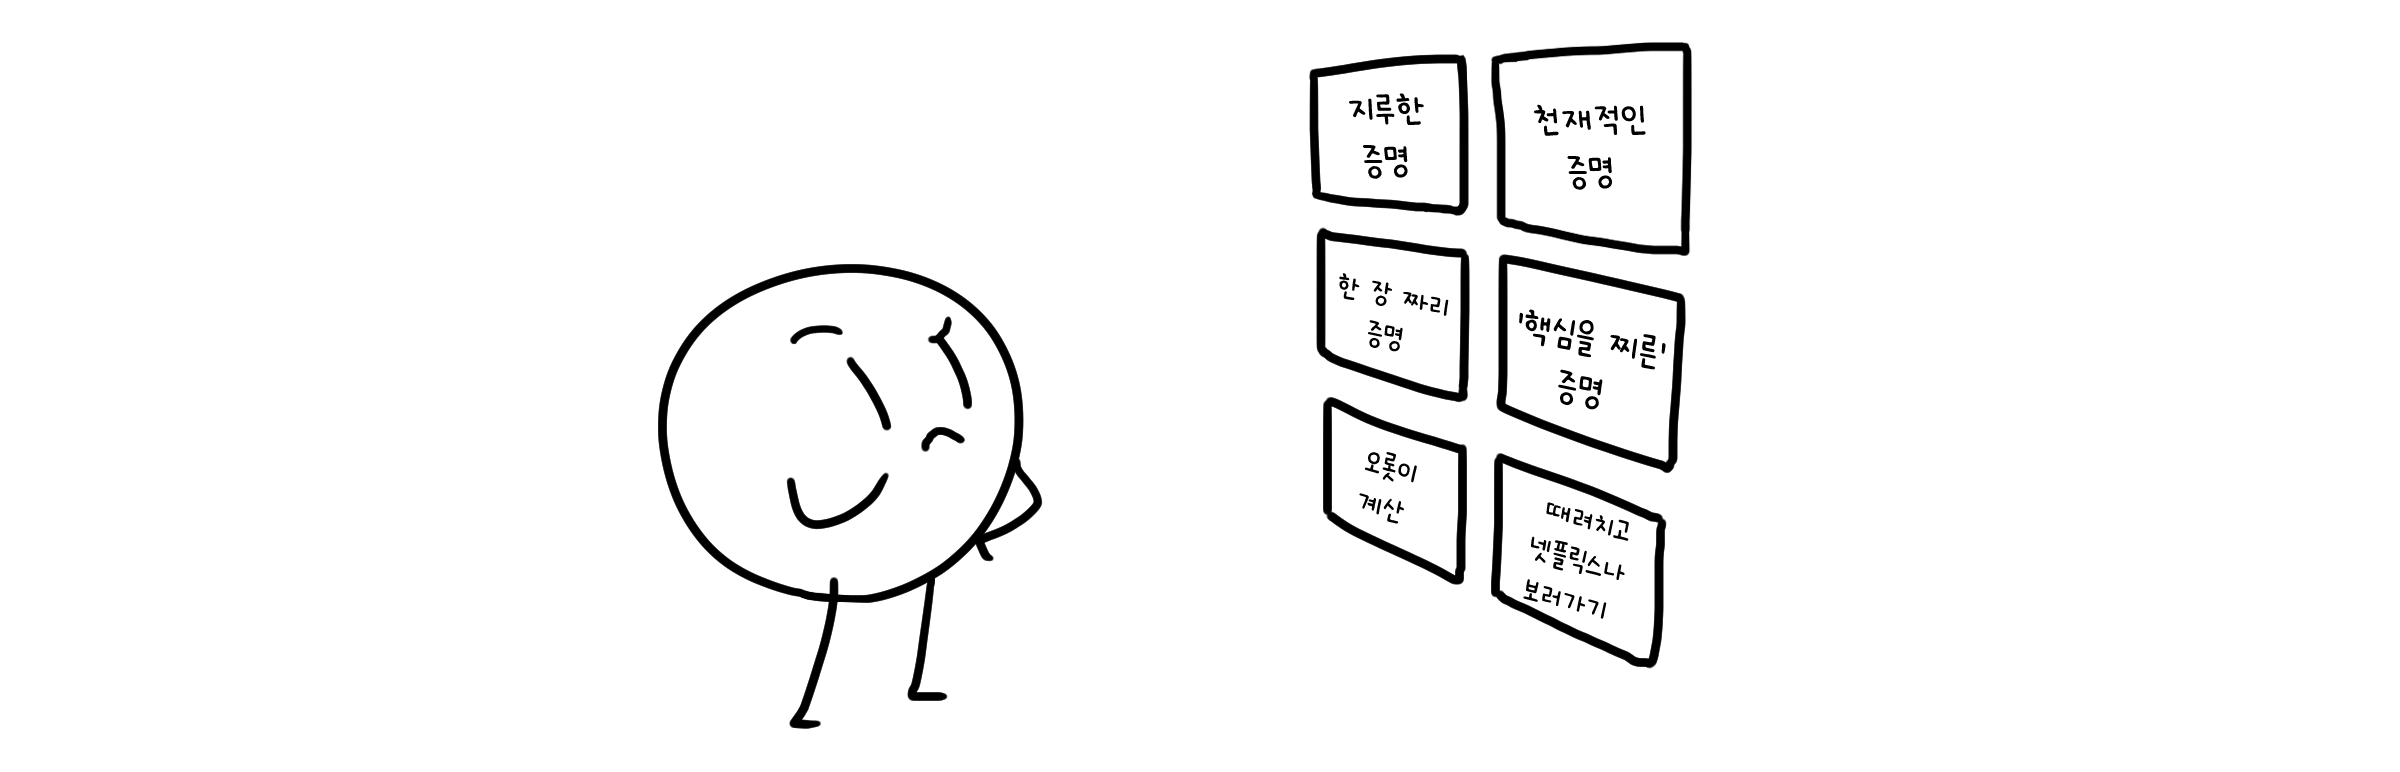 지루한
증명
천재적인
증명
한 장 짜리
증명
'핵심을 찌른'
증명
오롯이
계산
때려치고
넷플릭스나
보러가기